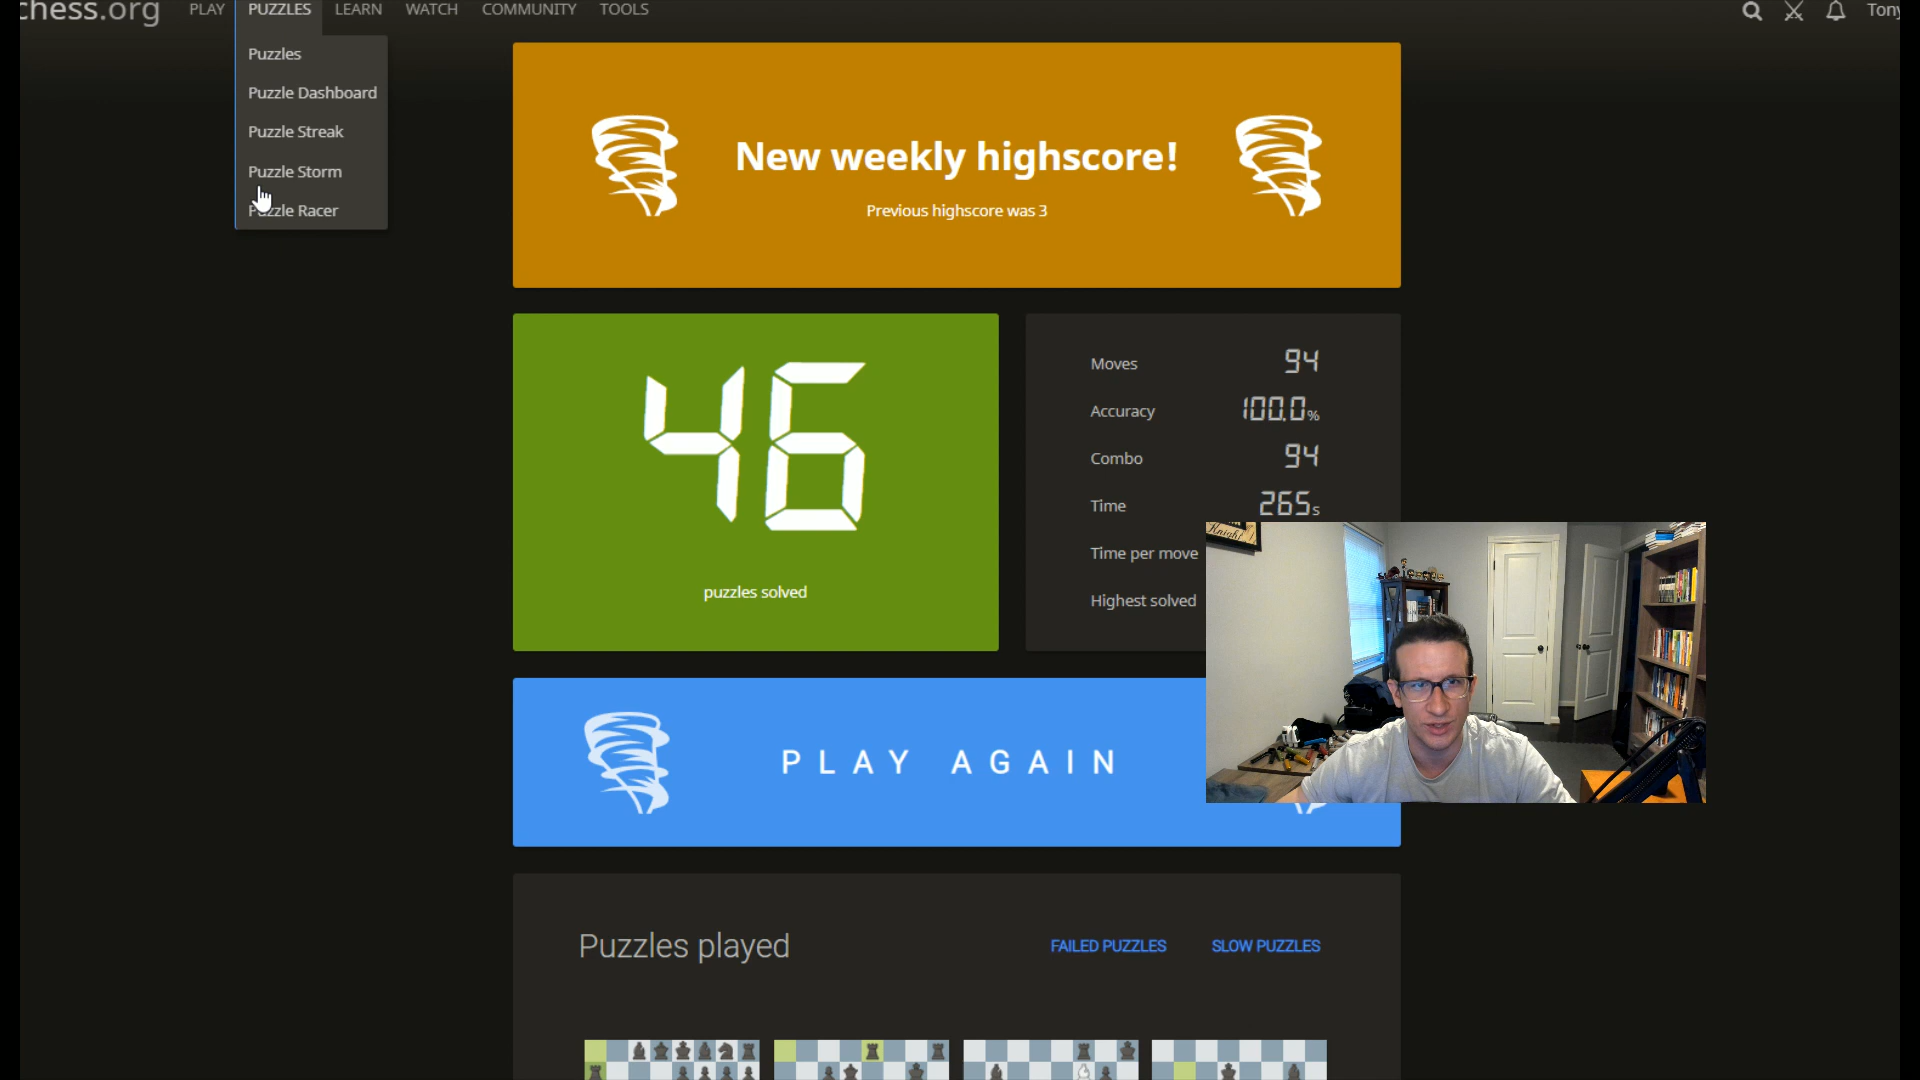 chess.org PLAY PUZZLES LEARN WATCH COMMUNITY TOOLS Tony
Puzzles
Puzzle Dashboard
Puzzle Streak
Puzzle Storm
Puzzle Racer
New weekly highscore!
Previous highscore was 3
46
puzzles solved
Moves 94
Accuracy 100.0%
Combo 94
Time 265s
Time per move
Highest solved
Knight
PLAY AGAIN
Puzzles played FAILED PUZZLES SLOW PUZZLES